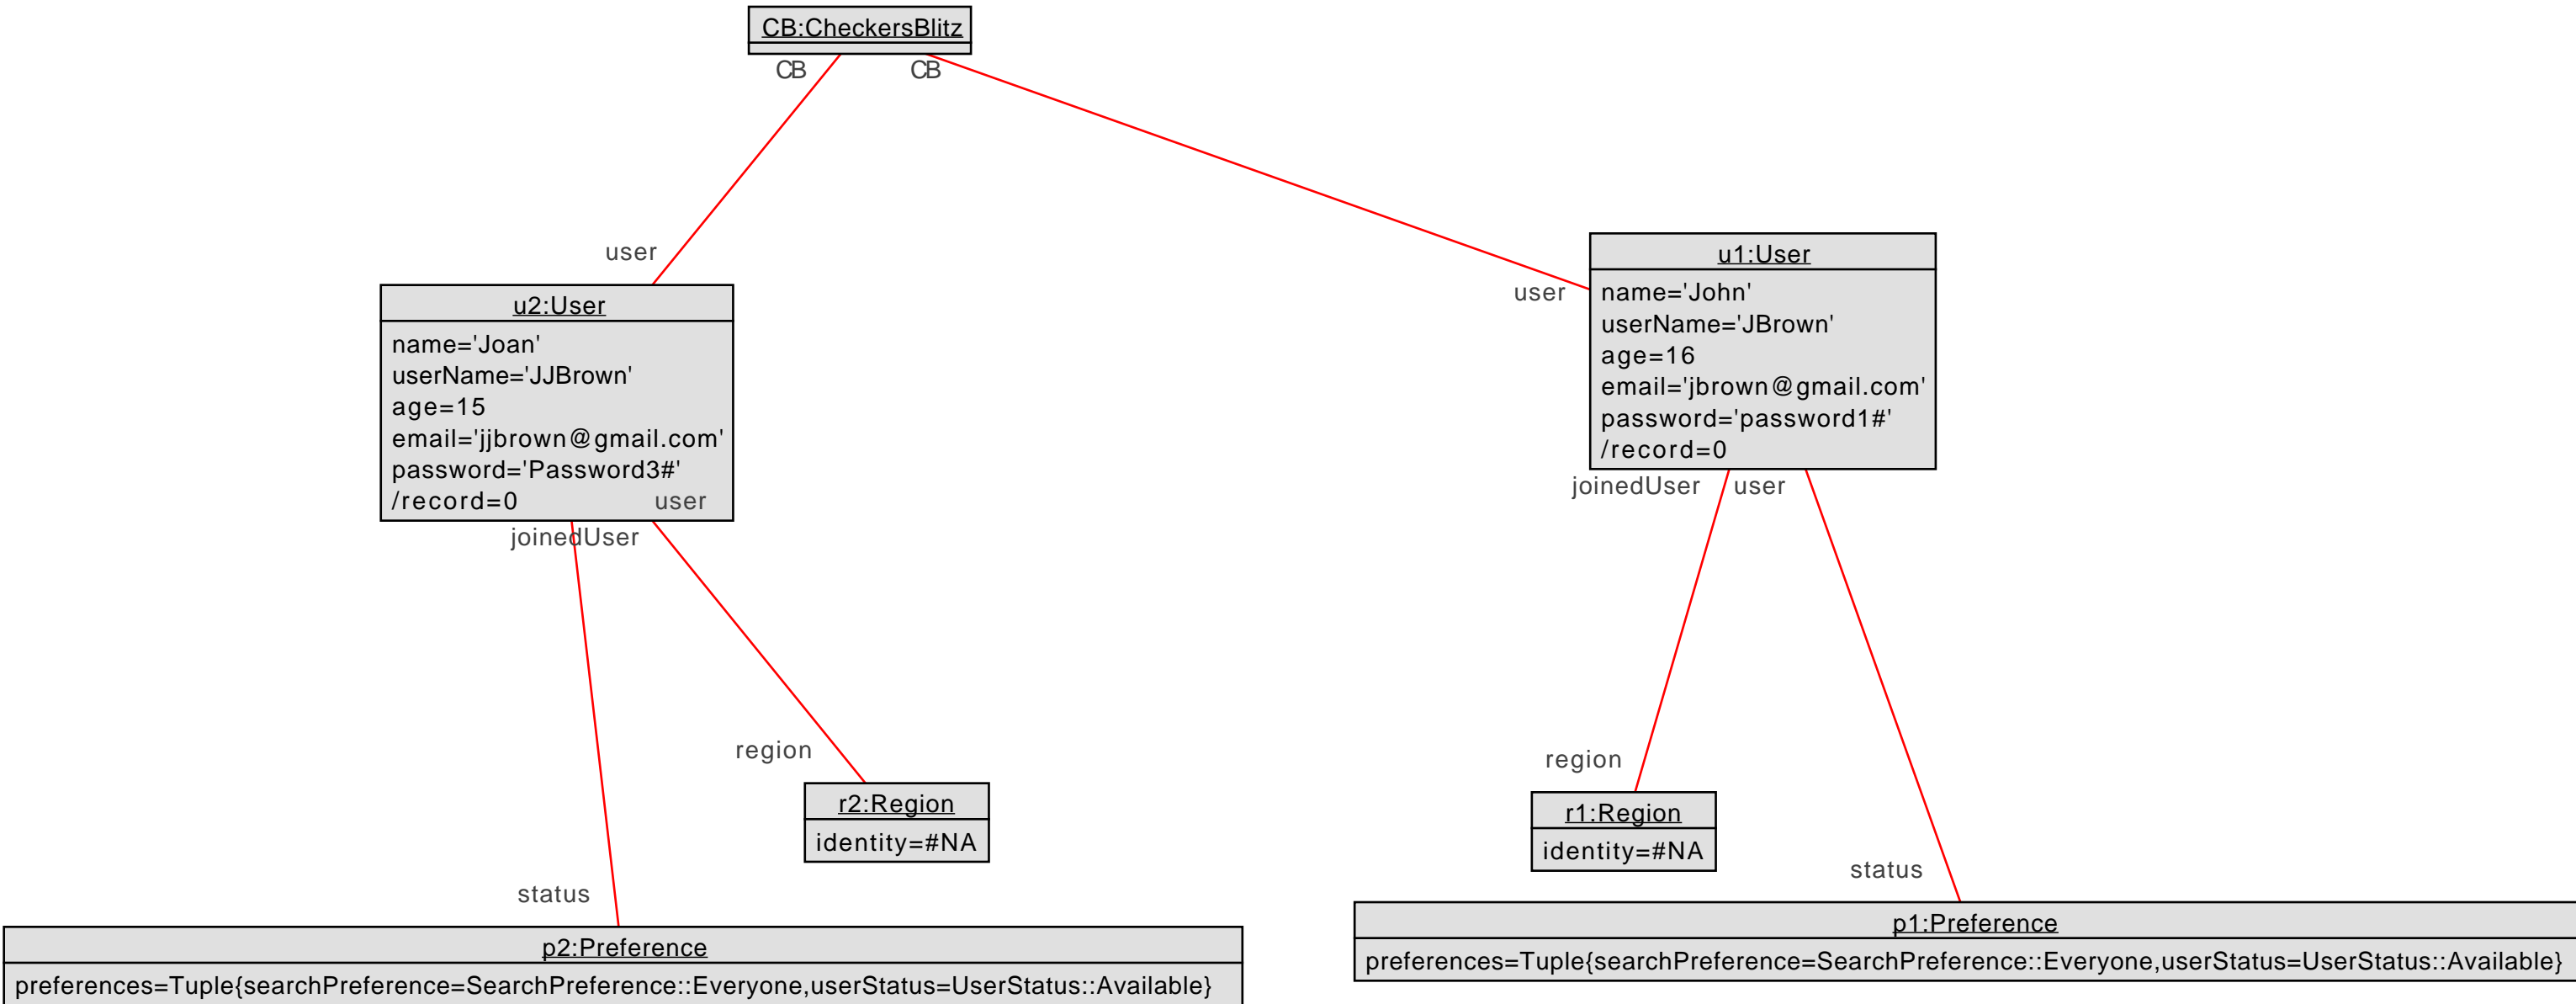 CB:CheckersBlitz
CB
CB
user
u2:User
name='Joan'
userName='JJBrown'
age=15
email='jjbrown@gmail.com'
password='Password3#'
/record=0
user
joinedUser
user
u1:User
name='John'
userName='JBrown'
age=16
email='jbrown@gmail.com'
password='password1#'
/record=0
joinedUser
user
region
r2:Region
identity=#NA
region
r1:Region
identity=#NA
status
p2:Preference
preferences=Tuple{searchPreference=SearchPreference::Everyone,userStatus=UserStatus::Available}
status
p1:Preference
preferences=Tuple{searchPreference=SearchPreference::Everyone,userStatus=UserStatus::Available}